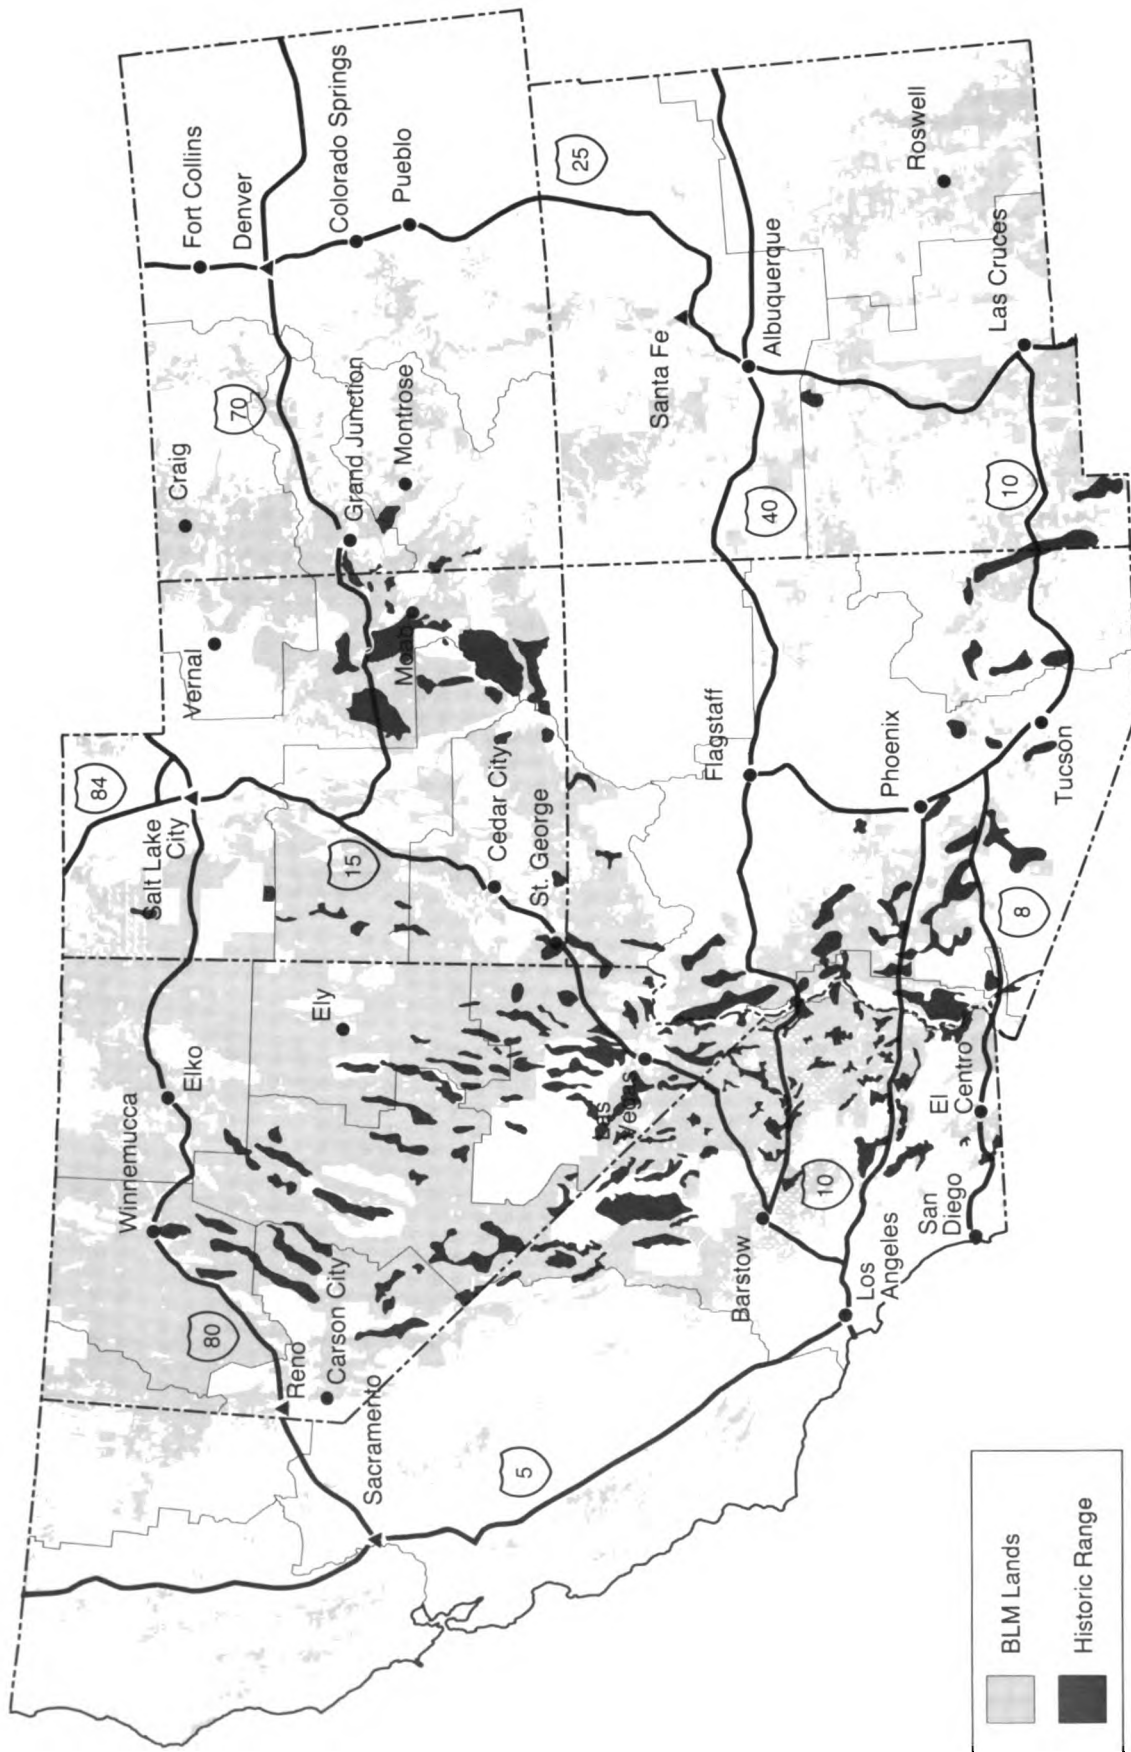 Winnemucca
Elko
Salt Lake
City
84
Vernal
Craig
Fort Collins
Denver
80
Reno
Carson City
Ely
15
70
Grand Junction
Colorado Springs
Sacramento
Cedar City
St. George
Moab
Montrose
Pueblo
5
Las
Vegas
25
Barstow
Flagstaff
Santa Fe
10
40
Albuquerque
Los
Angeles
San
Diego
El
Centro
Phoenix
8
Tucson
10
Roswell
Las Cruces
BLM Lands
Historic Range